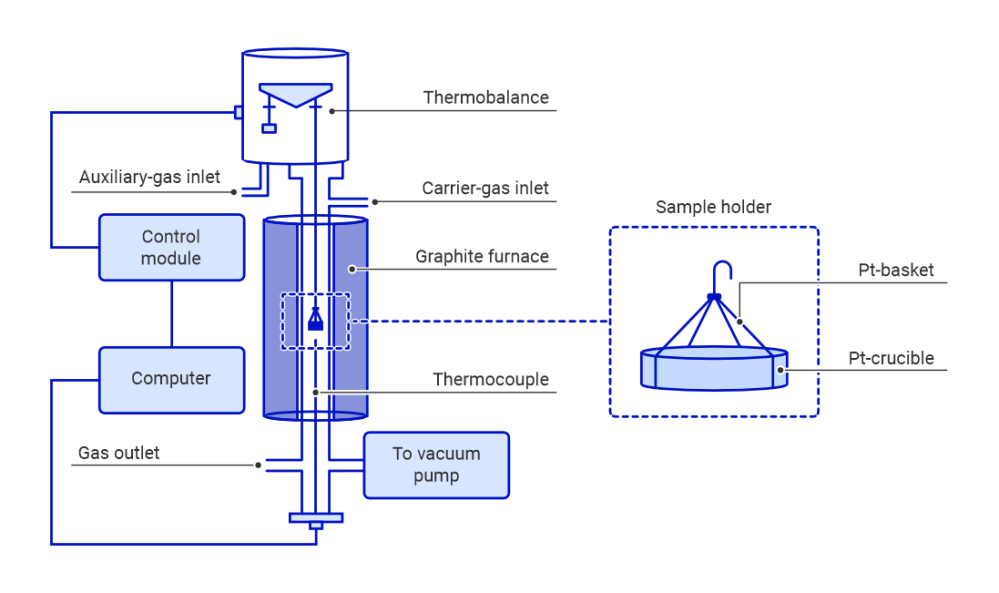 Thermobalance
Auxiliary-gas inlet
Carrier-gas inlet
Sample holder
Control
module
Graphite furnace
Pt-basket
Pt-crucible
Computer
Thermocouple
Gas outlet
To vacuum
pump